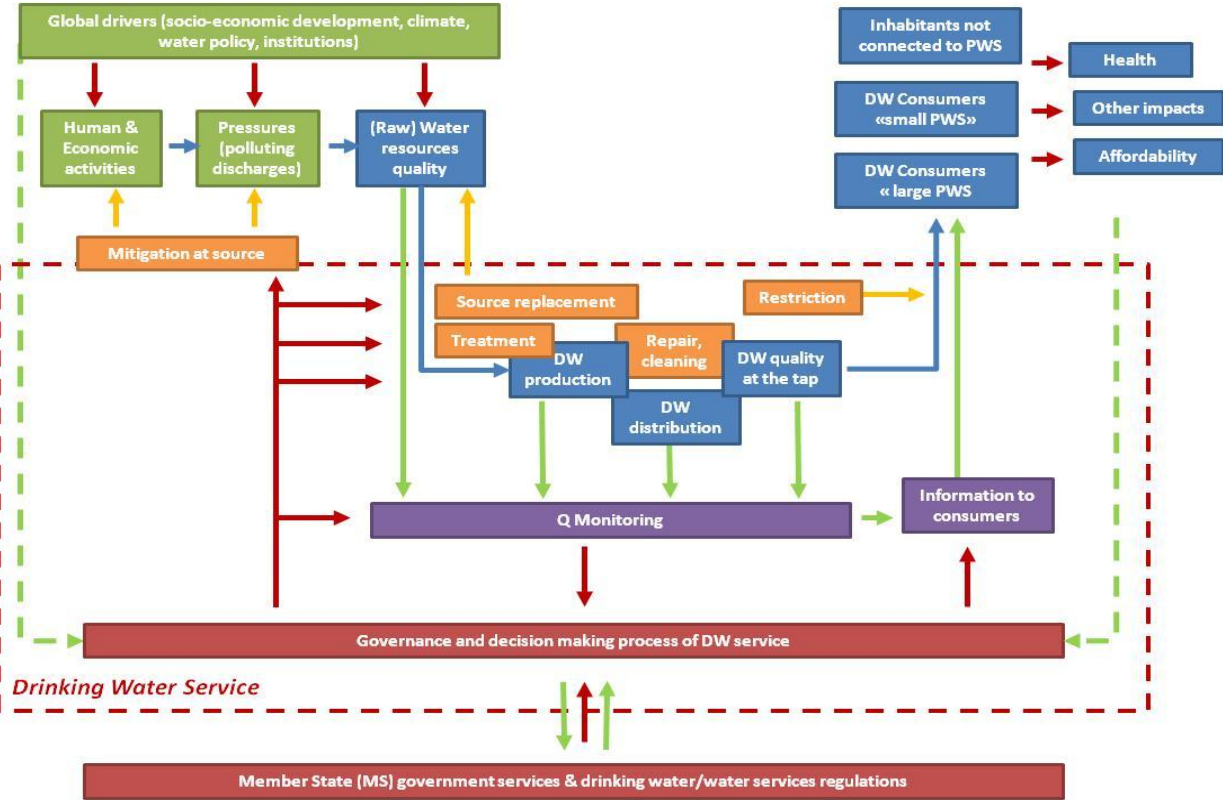 Global drivers (socio-economic development, climate,
water policy, institutions)
Inhabitants not
connected to PWS
Health
DW Consumers
«small PWS»
Other impacts
Human &
Economic
activities
Pressures
(polluting
discharges)
(Raw) Water
resources
quality
DW Consumers
« large PWS
Affordability
Mitigation at source
Source replacement
Restriction
Treatment
Repair,
cleaning
DW
production
DW quality
at the tap
DW
distribution
Q Monitoring
Information to
consumers
Governance and decision making process of DW service
Drinking Water Service
Member State (MS) government services & drinking water/water services regulations